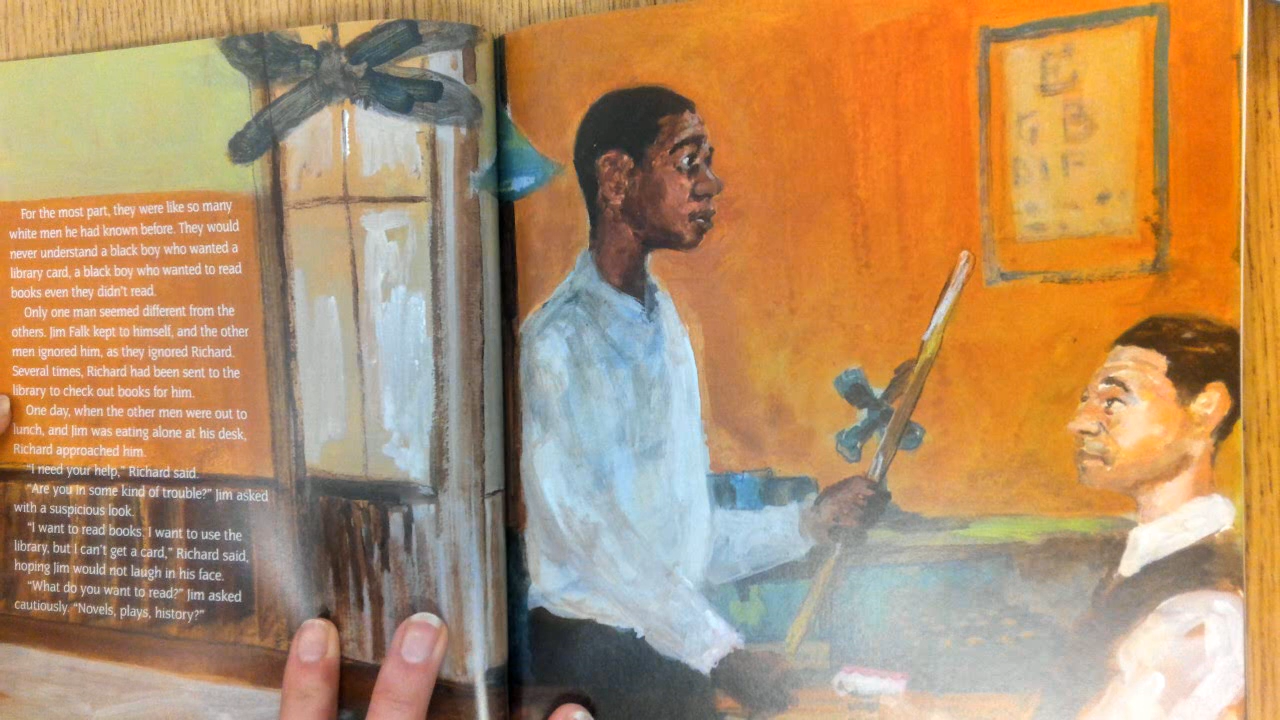 For the most part, they were like so many
white men he had known before. They would
never understand a black boy who wanted a
library card, a black boy who wanted to read
books even they didn't read.
Only one man seemed different from the
others. Jim Falk kept to himself, and the other
men ignored him, as they ignored Richard.
Several times, Richard had been sent to the
library to check out books for him.
One day, when the other men were out to
lunch, and Jim was eating alone at his desk,
Richard approached him.
"I need your help," Richard said.
"Are you in some kind of trouble?" Jim asked
with a suspicious look.
"I want to read books. I want to use the
library, but I can't get a card," Richard said,
hoping Jim would not laugh in his face.
"What do you want to read?" Jim asked
cautiously. "Novels, plays, history?"
E
B